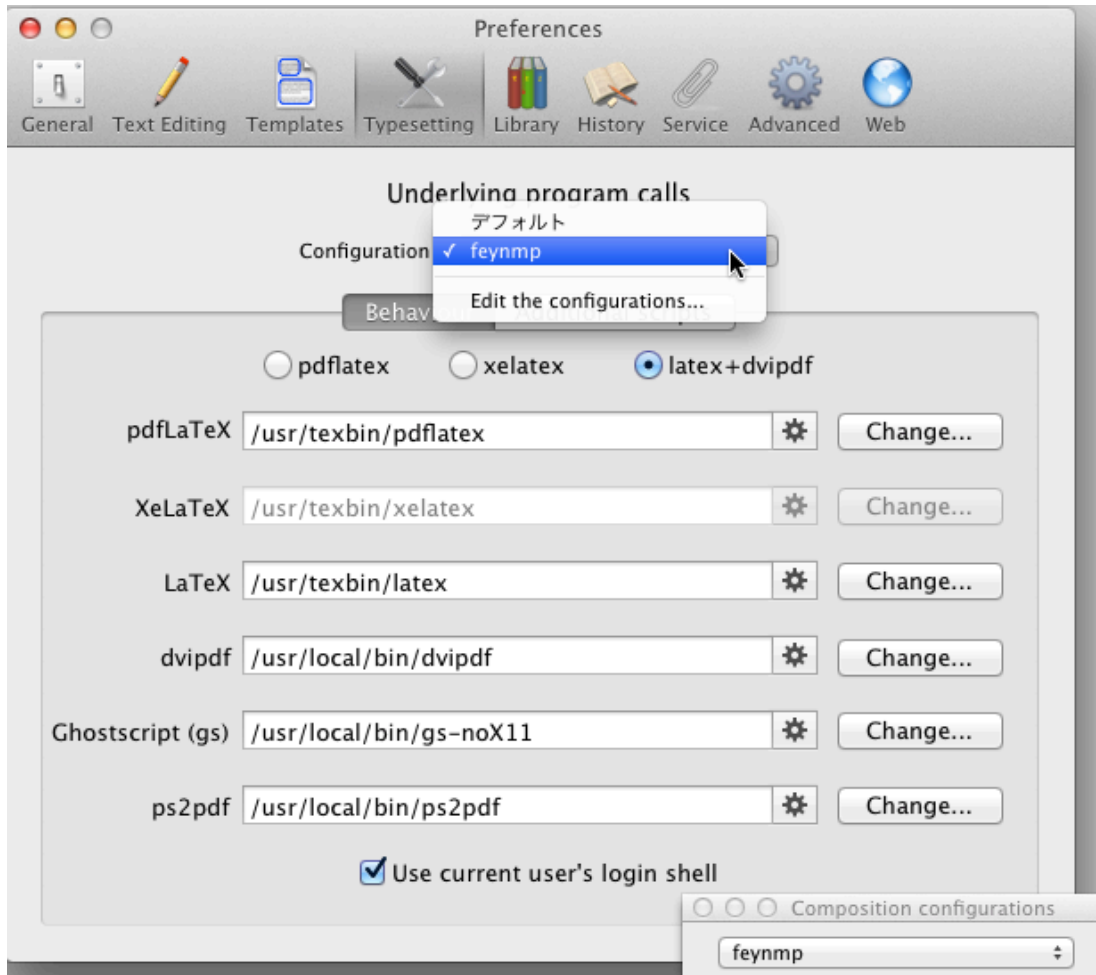 Preferences
General Text Editing Templates Typesetting Library History Service Advanced Web
Underlying program calls
デフォルト
Configuration ✓ feynmp
Edit the configurations...
Additional scripts
pdflatex xelatex latex+dvipdf
pdfLaTeX /usr/texbin/pdflatex Change...
XeLaTeX /usr/texbin/xelatex Change...
LaTeX /usr/texbin/latex Change...
dvipdf /usr/local/bin/dvipdf Change...
Ghostscript (gs) /usr/local/bin/gs-noX11 Change...
ps2pdf /usr/local/bin/ps2pdf Change...
Use current user's login shell
Composition configurations
feynmp